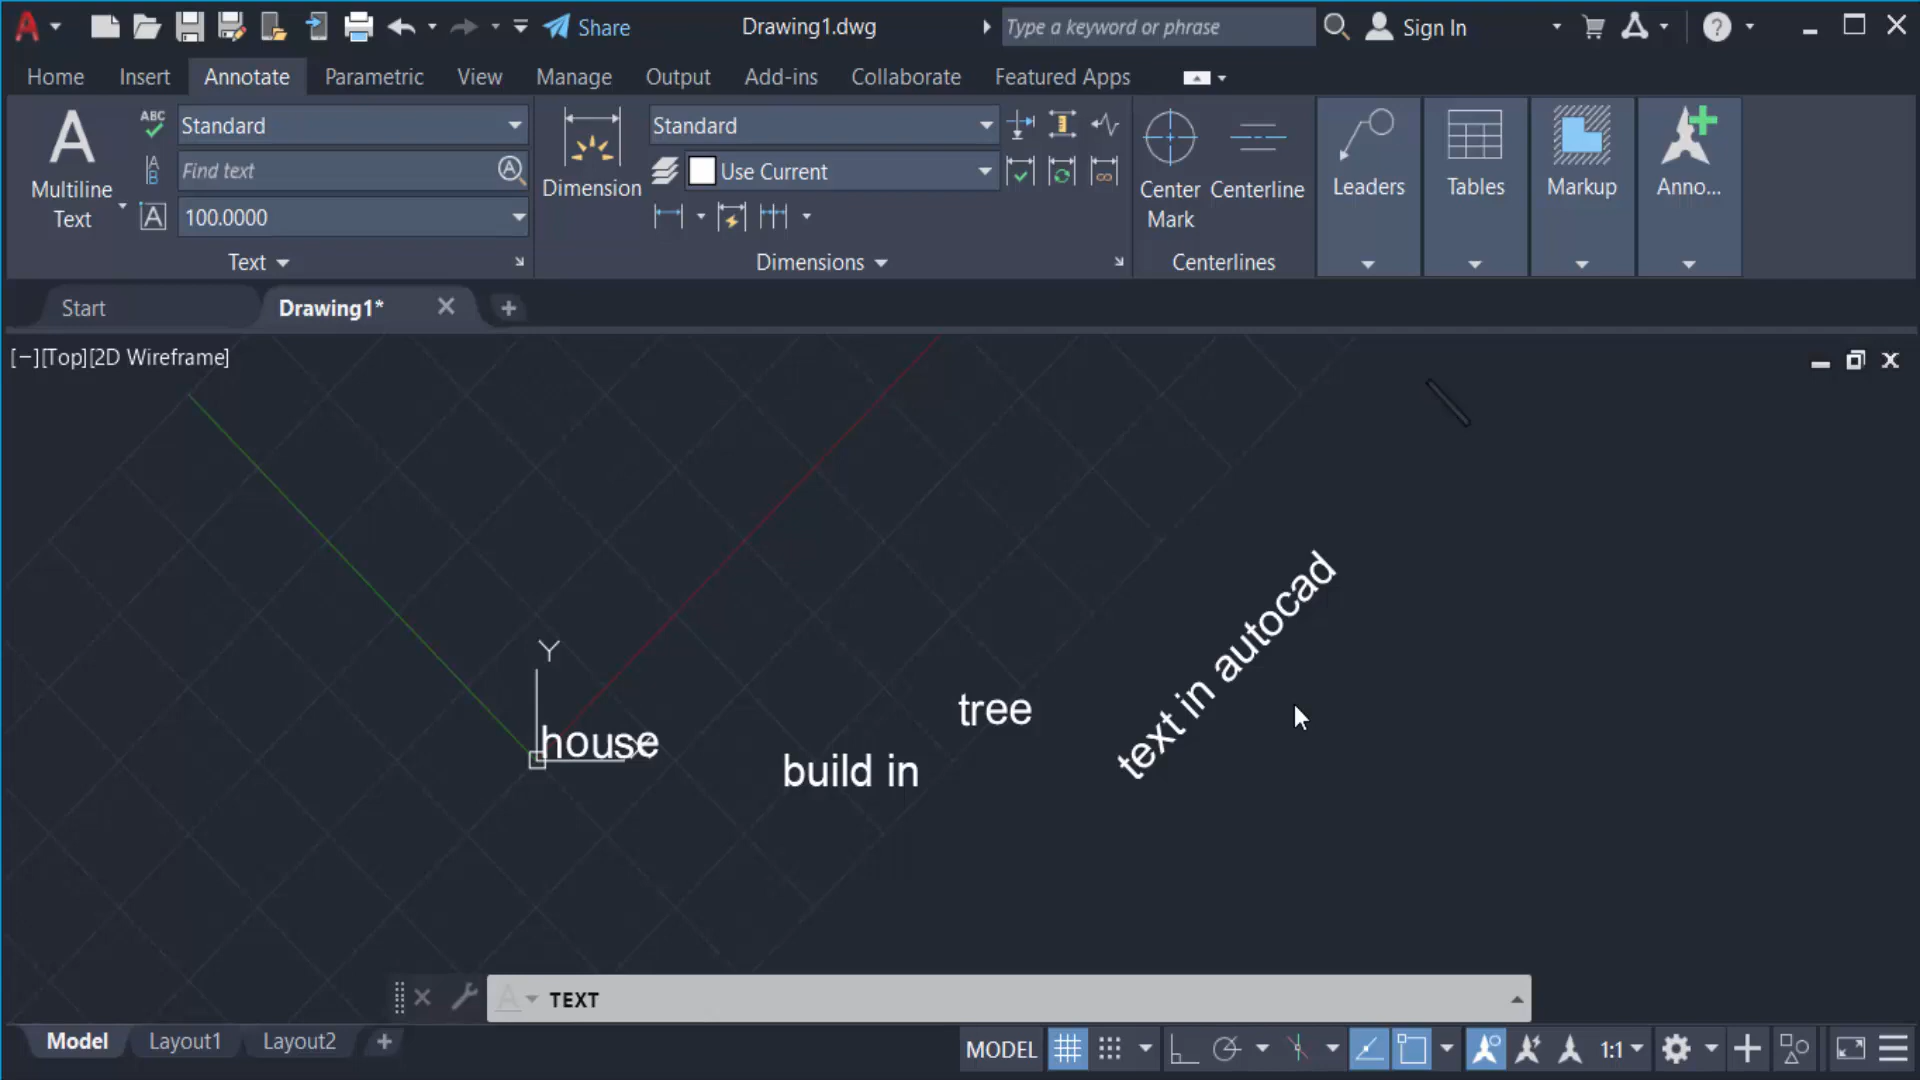 Share
Drawing1.dwg
Type a keyword or phrase
Sign In
Home
Insert
Annotate
Parametric
View
Manage
Output
Add-ins
Collaborate
Featured Apps
A
Multiline
Text
ABC
Standard
Find text
100.0000
Text
Dimension
Standard
Use Current
Dimensions
Center
Mark
Centerline
Centerlines
Leaders
Tables
Markup
Anno...
Start
Drawing1*
[−][Top][2D Wireframe]
Y
X
house
build in
tree
text in autocad
TEXT
Model
Layout1
Layout2
MODEL
1:1